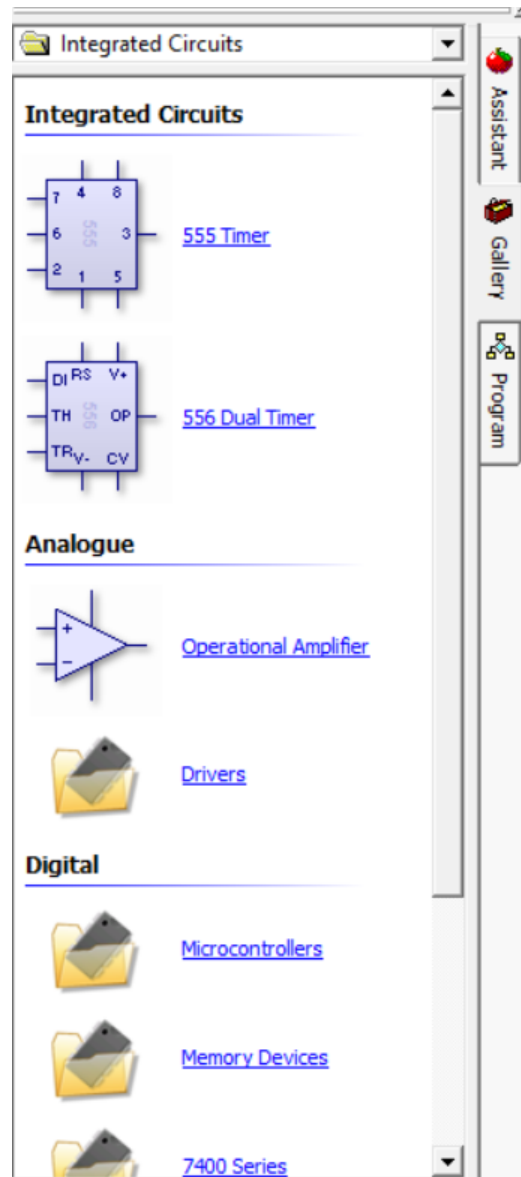 Integrated Circuits
Integrated Circuits
7 4 8
6 555 3
2 1 5
555 Timer
DI RS V+
TH 556 OP
TR V- CV
556 Dual Timer
Analogue
+
−
Operational Amplifier
Drivers
Digital
Microcontrollers
Memory Devices
7400 Series
Assistant
Gallery
Program